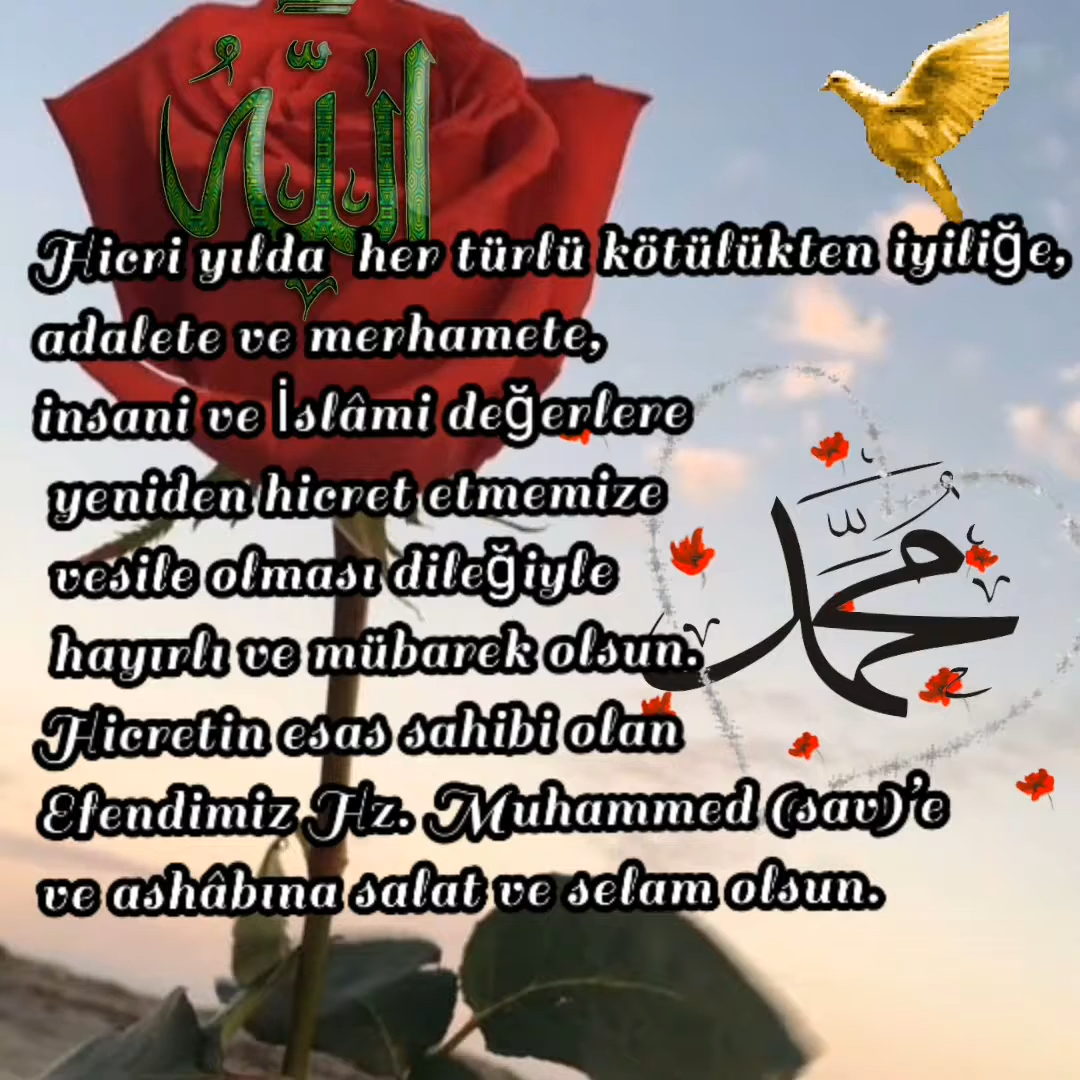 الله
Hicri yılda her türlü kötülükten iyiliğe,
adalete ve merhamete,
insani ve İslâmi değerlere
yeniden hicret etmemize
vesile olması dileğiyle
hayırlı ve mübarek olsun.
محمد
Hicretin esas sahibi olan
Efendimiz Hz. Muhammed (sav)'e
ve ashâbına salat ve selam olsun.